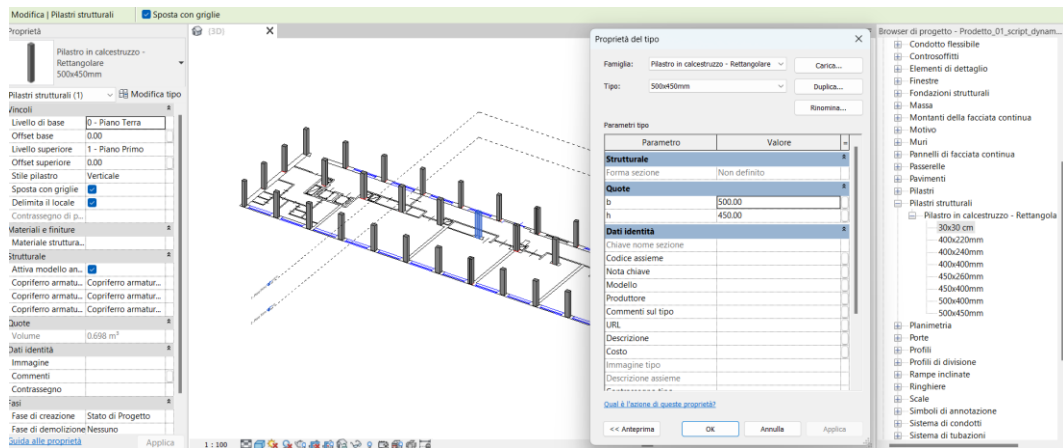 Modifica | Pilastri strutturali
Sposta con griglie
Proprietà
Pilastro in calcestruzzo -
Rettangolare
500x450mm
Pilastri strutturali (1)
Modifica tipo
Vincoli
Livello di base 0 - Piano Terra
Offset base 0.00
Livello superiore 1 - Piano Primo
Offset superiore 0.00
Stile pilastro Verticale
Sposta con griglie
Delimita il locale
Contrassegno di p...
Materiali e finiture
Materiale struttura...
Strutturale
Attiva modello an...
Copriferro armatu... Copriferro armatur...
Copriferro armatu... Copriferro armatur...
Copriferro armatu... Copriferro armatur...
Quote
Volume 0.698 m³
Dati identità
Immagine
Commenti
Contrassegno
Fasi
Fase di creazione Stato di Progetto
Fase di demolizione Nessuno
Guida alle proprietà
Applica
{3D}
1 : 100
Proprietà del tipo
Famiglia: Pilastro in calcestruzzo - Rettangolare
Carica...
Tipo: 500x450mm
Duplica...
Rinomina...
Parametri tipo
Parametro Valore =
Strutturale
Forma sezione Non definito
Quote
b 500.00
h 450.00
Dati identità
Chiave nome sezione
Codice assieme
Nota chiave
Modello
Produttore
Commenti sul tipo
URL
Descrizione
Costo
Immagine tipo
Descrizione assieme
Contrassegno tipo
Qual è l'azione di queste proprietà?
<< Anteprima
OK
Annulla
Applica
Browser di progetto - Prodetto_01_script_dynam...
Condotto flessibile
Controsoffitti
Elementi di dettaglio
Finestre
Fondazioni strutturali
Massa
Montanti della facciata continua
Motivo
Muri
Pannelli di facciata continua
Passerelle
Pavimenti
Pilastri
Pilastri strutturali
Pilastro in calcestruzzo - Rettangola
30x30 cm
400x220mm
400x240mm
400x400mm
450x260mm
450x400mm
500x400mm
500x450mm
Planimetria
Porte
Profili
Profili di divisione
Rampe inclinate
Ringhiere
Scale
Simboli di annotazione
Sistema di condotti
Sistema di tubazioni